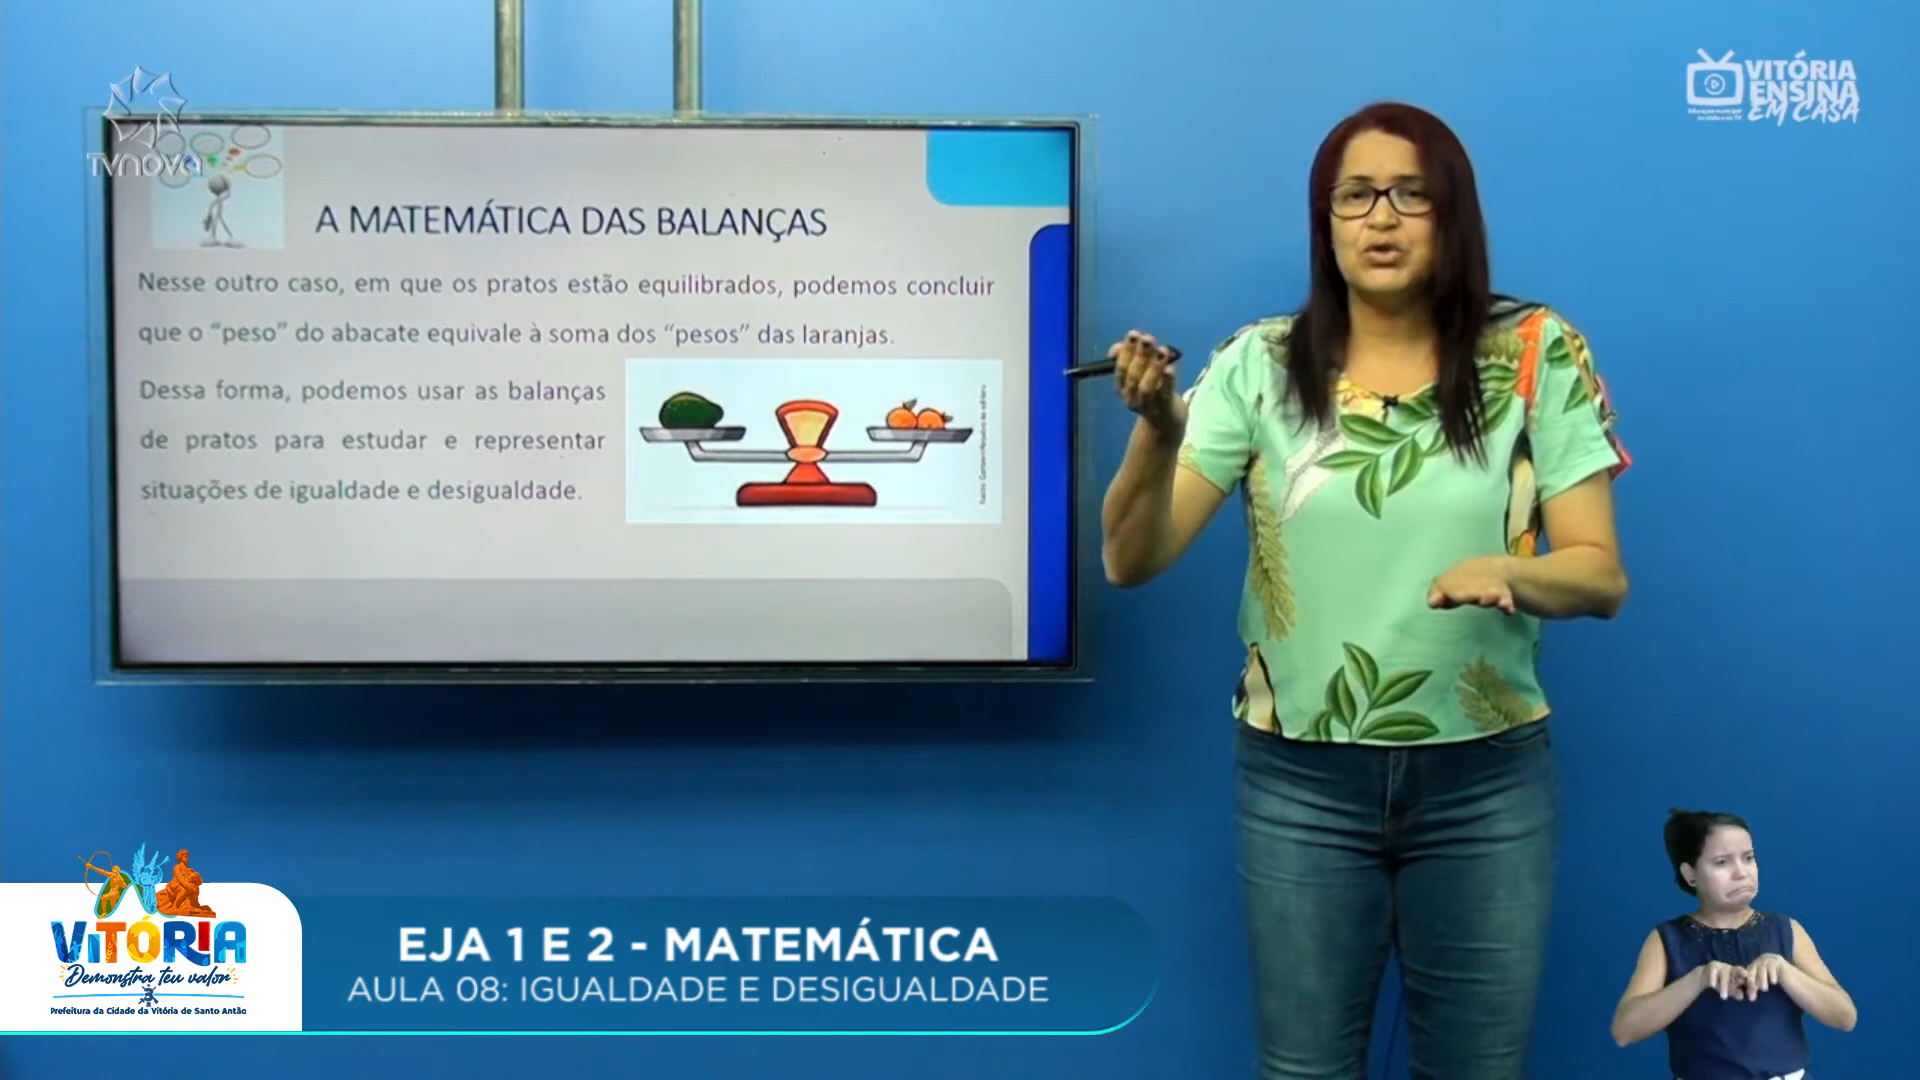 TVNOVA
VITÓRIA
ENSINA
EM CASA
A MATEMÁTICA DAS BALANÇAS
Nesse outro caso, em que os pratos estão equilibrados, podemos concluir
que o “peso” do abacate equivale à soma dos “pesos” das laranjas.
Dessa forma, podemos usar as balanças
de pratos para estudar e representar
situações de igualdade e desigualdade.
VITÓRIA
Demonstra teu valor
Prefeitura da Cidade da Vitória de Santo Antão
EJA 1 E 2 - MATEMÁTICA
AULA 08: IGUALDADE E DESIGUALDADE